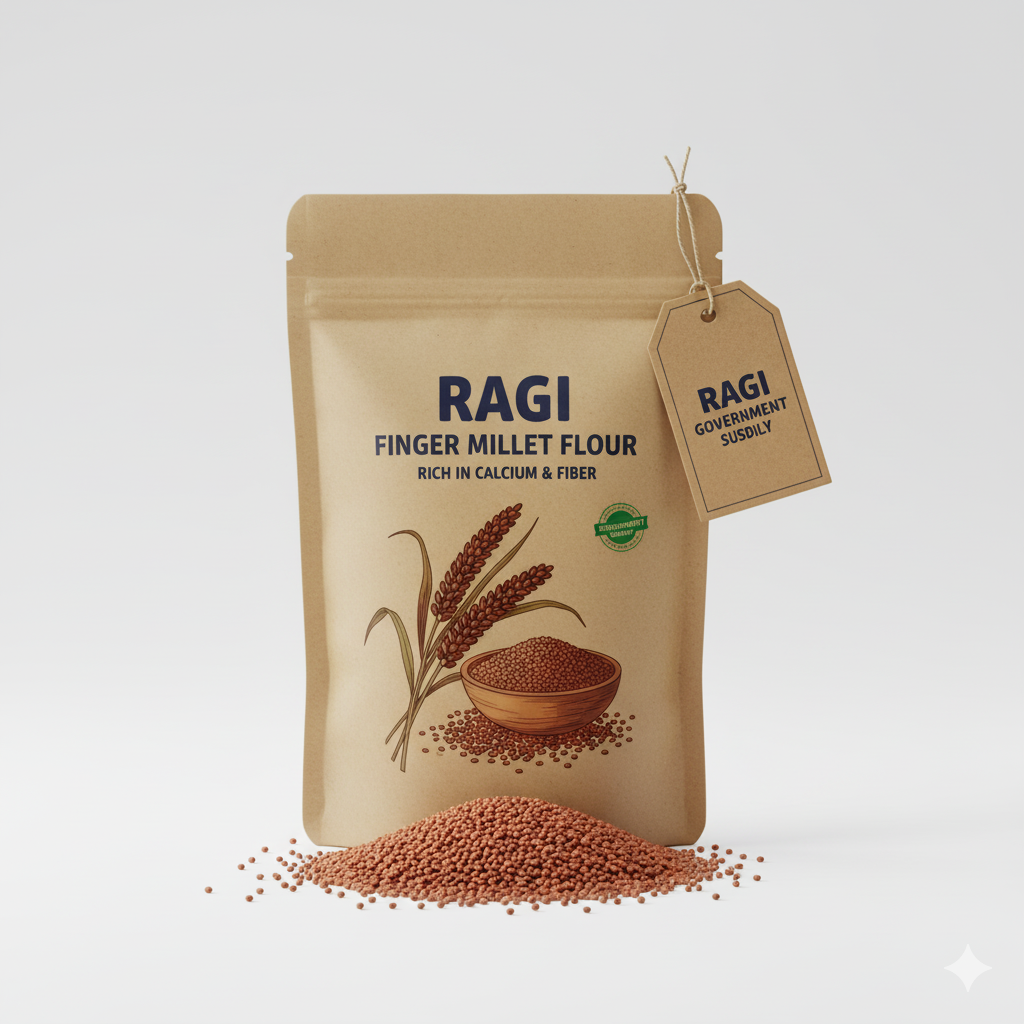 RAGI
FINGER MILLET FLOUR
RICH IN CALCIUM & FIBER
RAGI
GOVERNMENT
SUSDILY